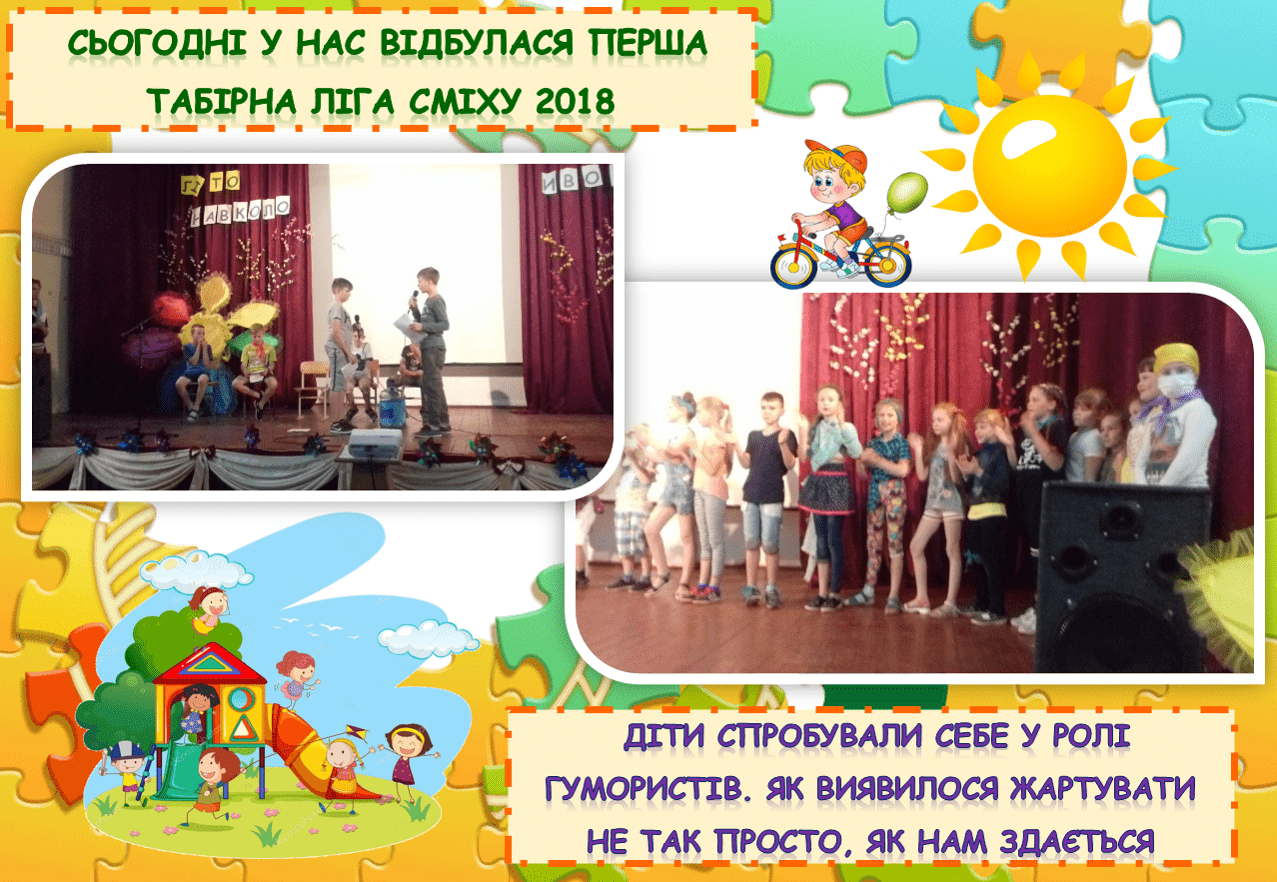 СЬОГОДНІ У НАС ВІДБУЛАСЯ ПЕРША
ТАБІРНА ЛІГА СМІХУ 2018
ТО
НАВКОЛО
ИВО
ДІТИ СПРОБУВАЛИ СЕБЕ У РОЛІ
ГУМОРИСТІВ. ЯК ВИЯВИЛОСЯ ЖАРТУВАТИ
НЕ ТАК ПРОСТО, ЯК НАМ ЗДАЄТЬСЯ